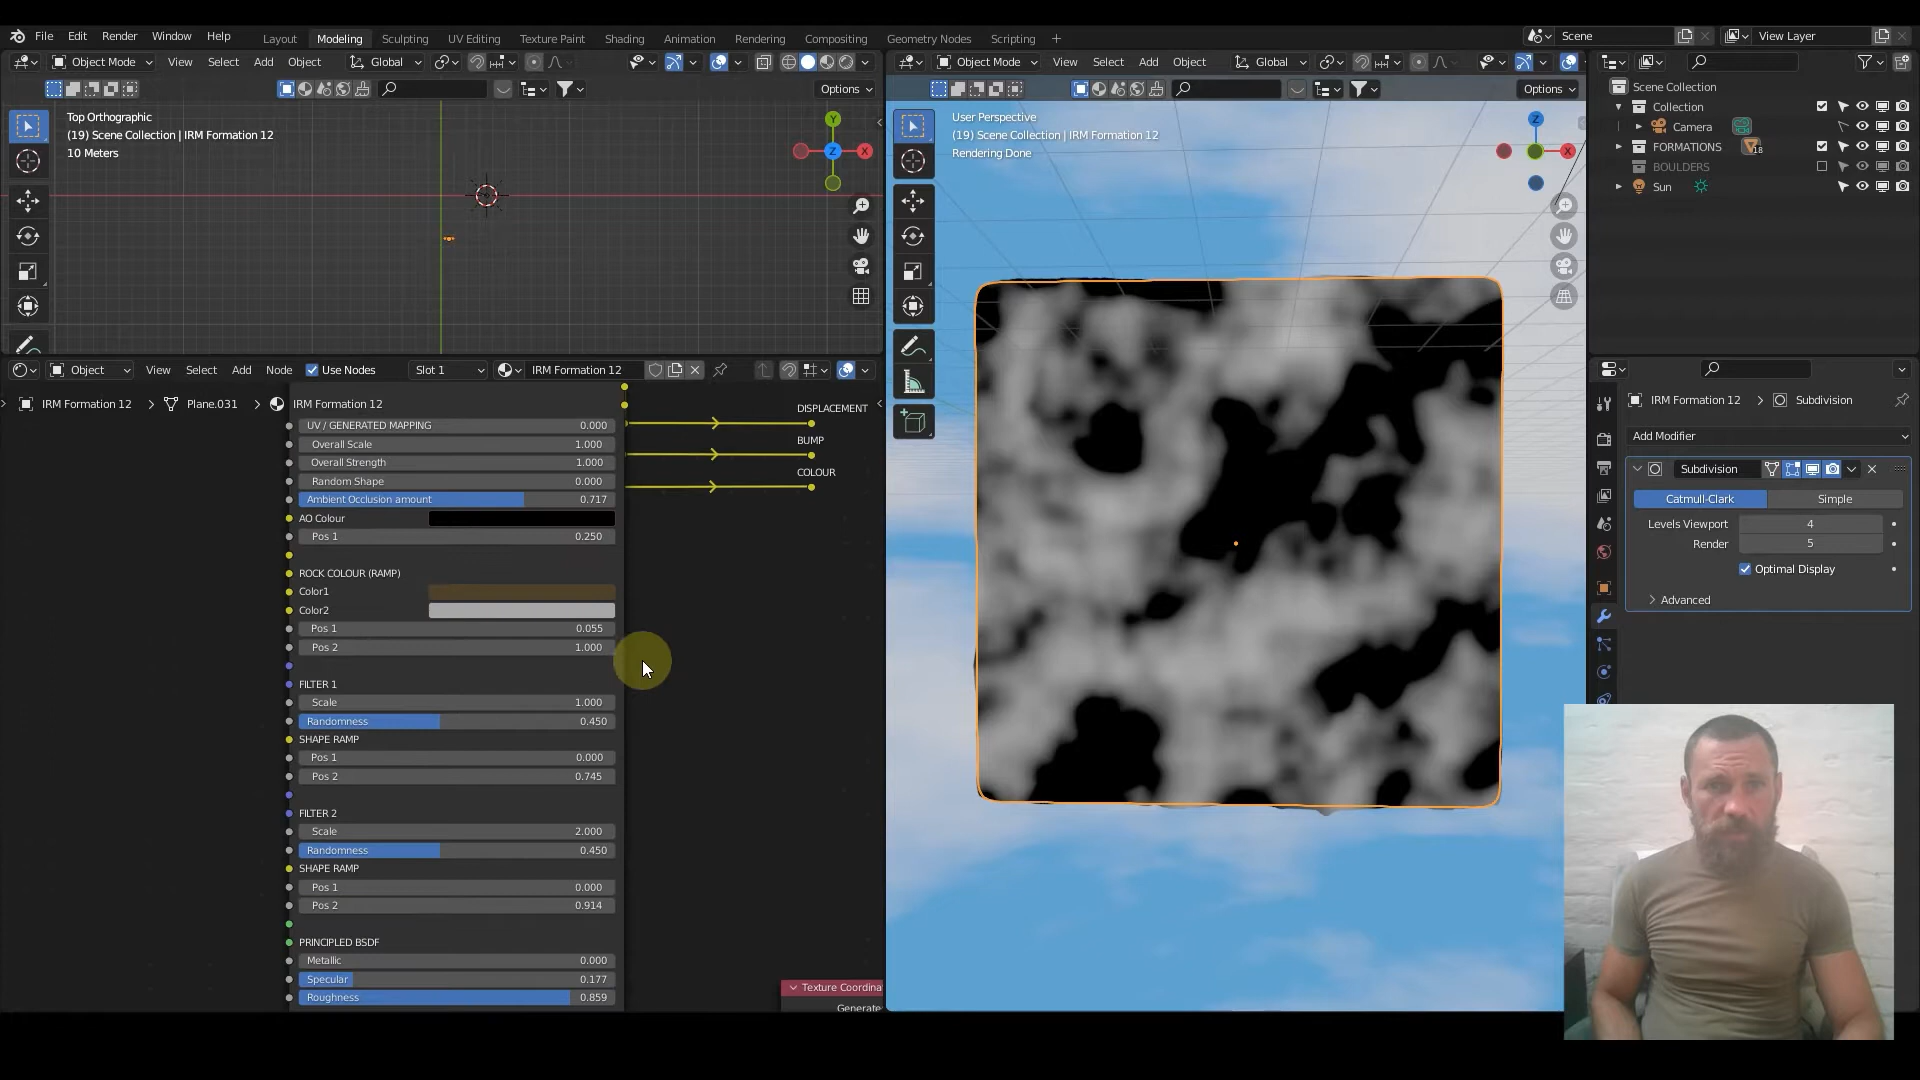 File Edit Render Window Help
Layout Modeling Sculpting UV Editing Texture Paint Shading Animation Rendering Compositing Geometry Nodes Scripting +
Scene
View Layer
Object Mode View Select Add Object Global
Options
Top Orthographic
(19) Scene Collection | IRM Formation 12
10 Meters
Y
Z
X
Object View Select Add Node Use Nodes Slot 1 IRM Formation 12
IRM Formation 12 > Plane.031 > IRM Formation 12
UV / GENERATED MAPPING 0.000
Overall Scale 1.000
Overall Strength 1.000
Random Shape 0.000
Ambient Occlusion amount 0.717
AO Colour
Pos 1 0.250
ROCK COLOUR (RAMP)
Color1
Color2
Pos 1 0.055
Pos 2 1.000
FILTER 1
Scale 1.000
Randomness 0.450
SHAPE RAMP
Pos 1 0.000
Pos 2 0.745
FILTER 2
Scale 2.000
Randomness 0.450
SHAPE RAMP
Pos 1 0.000
Pos 2 0.914
PRINCIPLED BSDF
Metallic 0.000
Specular 0.177
Roughness 0.859
DISPLACEMENT
BUMP
COLOUR
Texture Coordina
Generate
Object Mode View Select Add Object Global
Options
User Perspective
(19) Scene Collection | IRM Formation 12
Rendering Done
Z
X
Scene Collection
Collection
Camera
FORMATIONS 18
BOULDERS
Sun
IRM Formation 12 > Subdivision
Add Modifier
Subdivision
Catmull-Clark Simple
Levels Viewport 4
Render 5
Optimal Display
Advanced